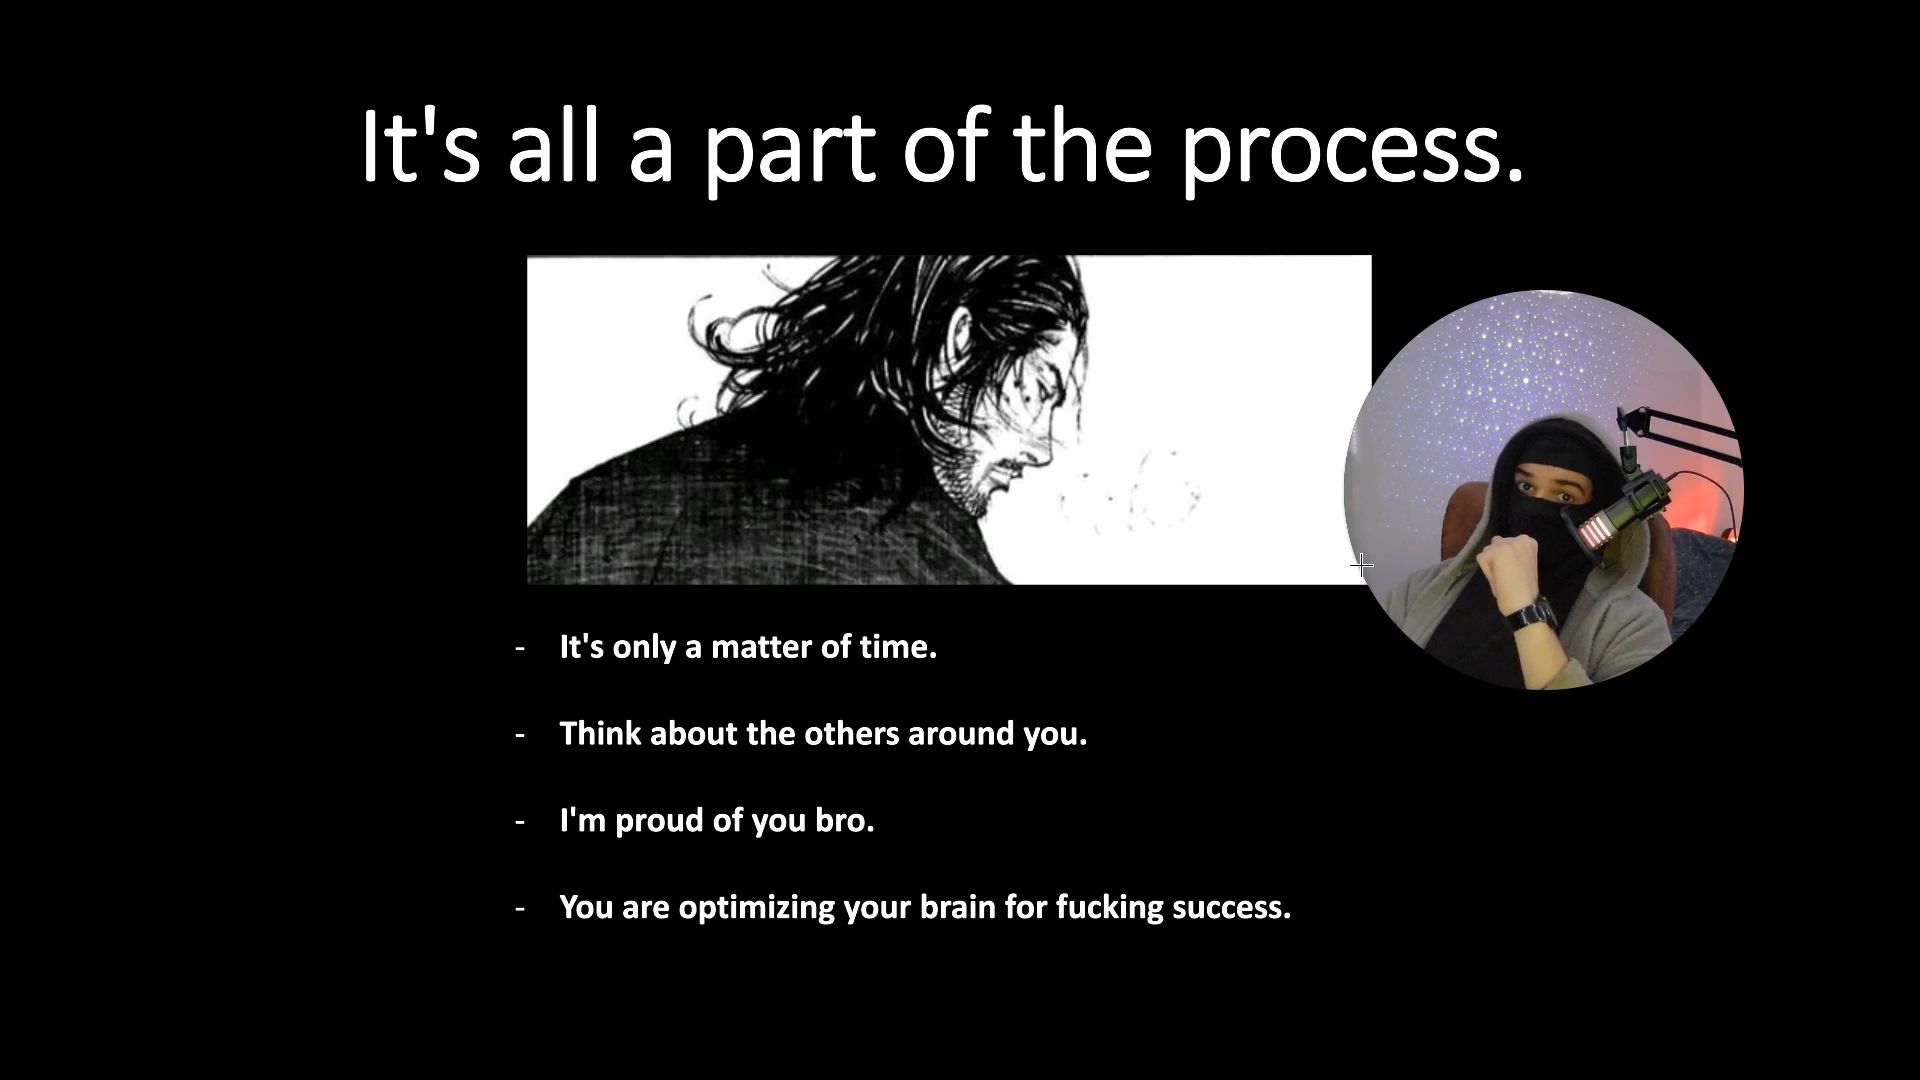 It's all a part of the process.
- It's only a matter of time.
- Think about the others around you.
- I'm proud of you bro.
- You are optimizing your brain for fucking success.